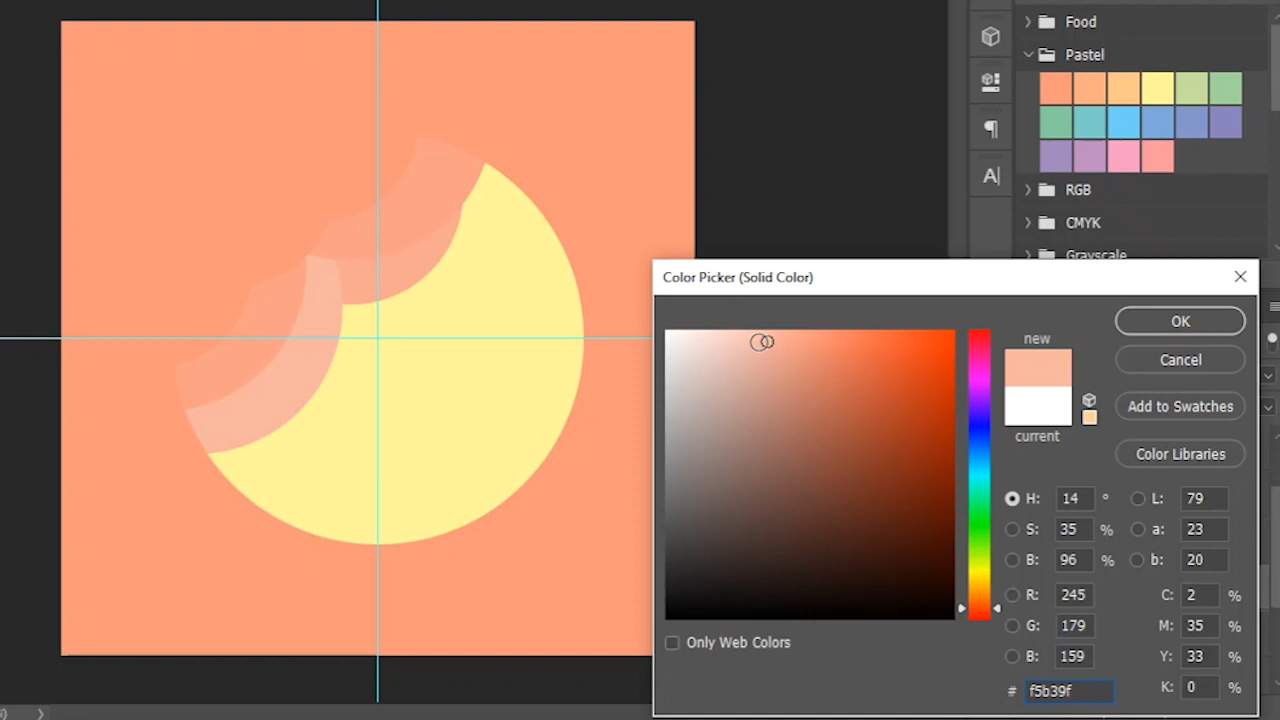 Food
Pastel
RGB
CMYK
Grayscale
A|
Color Picker (Solid Color)
OK
new
Cancel
Add to Swatches
current
Color Libraries
H: 14 °
L: 79
S: 35 %
a: 23
B: 96 %
b: 20
R: 245
C: 2 %
G: 179
M: 35 %
B: 159
Y: 33 %
# f5b39f
K: 0 %
Only Web Colors